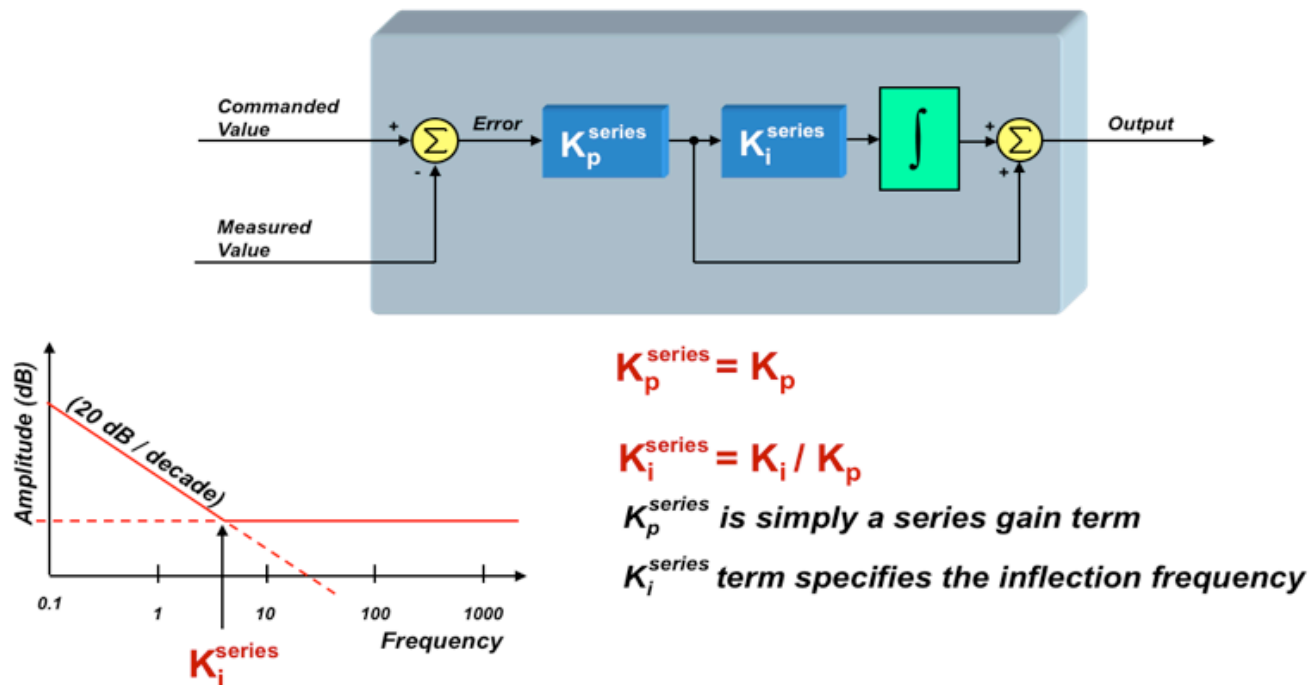 Commanded
Value
+
Σ
-
Error
K_p^series
K_i^series
∫
+
Σ
+
Output
Measured
Value
Amplitude (dB)
(20 dB / decade)
0.1 1 10 100 1000
Frequency
K_i^series
K_p^series = K_p
K_i^series = K_i / K_p
K_p^series is simply a series gain term
K_i^series term specifies the inflection frequency